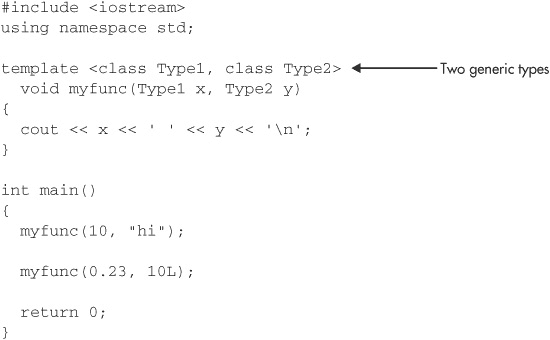 #include <iostream>
using namespace std;
template <class Type1, class Type2> Two generic types
void myfunc(Type1 x, Type2 y)
{
cout << x << ' ' << y << '\n';
}
int main()
{
myfunc(10, "hi");
myfunc(0.23, 10L);
return 0;
}